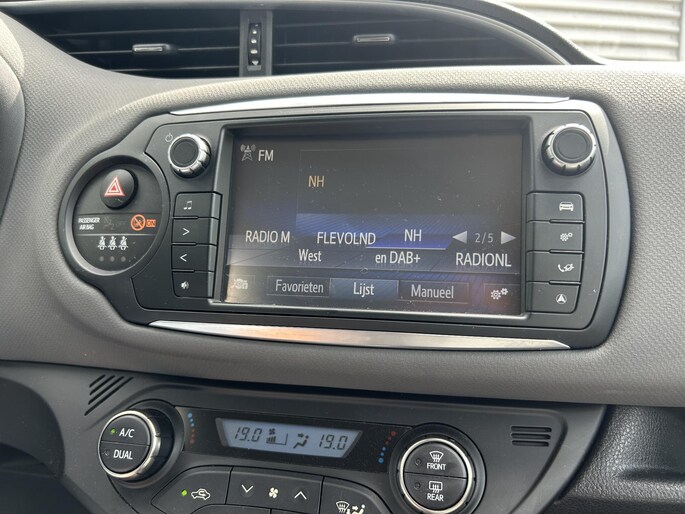 FM
NH
RADIO M FLEVOLND NH 2/5
West en DAB+ RADIONL
Favorieten Lijst Manueel
PASSENGER
AIR BAG
A/C
DUAL
19.0 19.0
FRONT
REAR